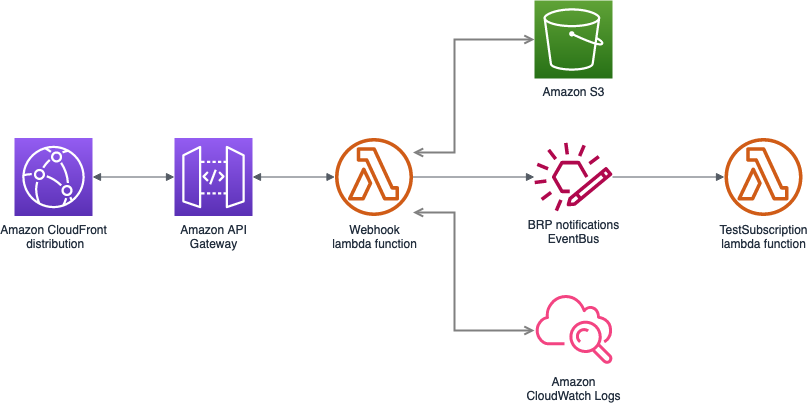 Amazon S3
Amazon CloudFront
distribution
Amazon API
Gateway
</>
Webhook
lambda function
BRP notifications
EventBus
TestSubscription
lambda function
Amazon
CloudWatch Logs